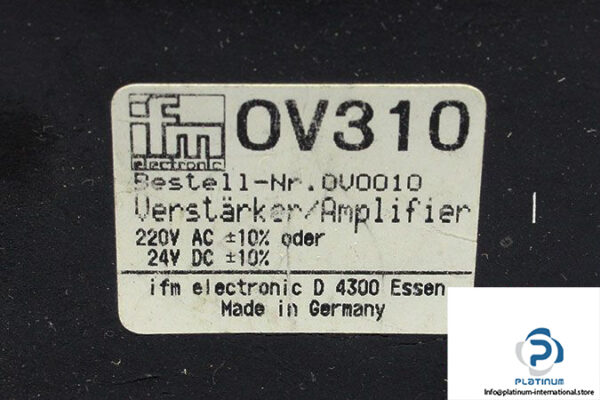 ifm electronic
OV310
Bestell-Nr.OV0010
Verstärker/Amplifier
220V AC ±10% oder
24V DC ±10%
ifm electronic D 4300 Essen
Made in Germany
PLATINUM
info@platinum-international.store